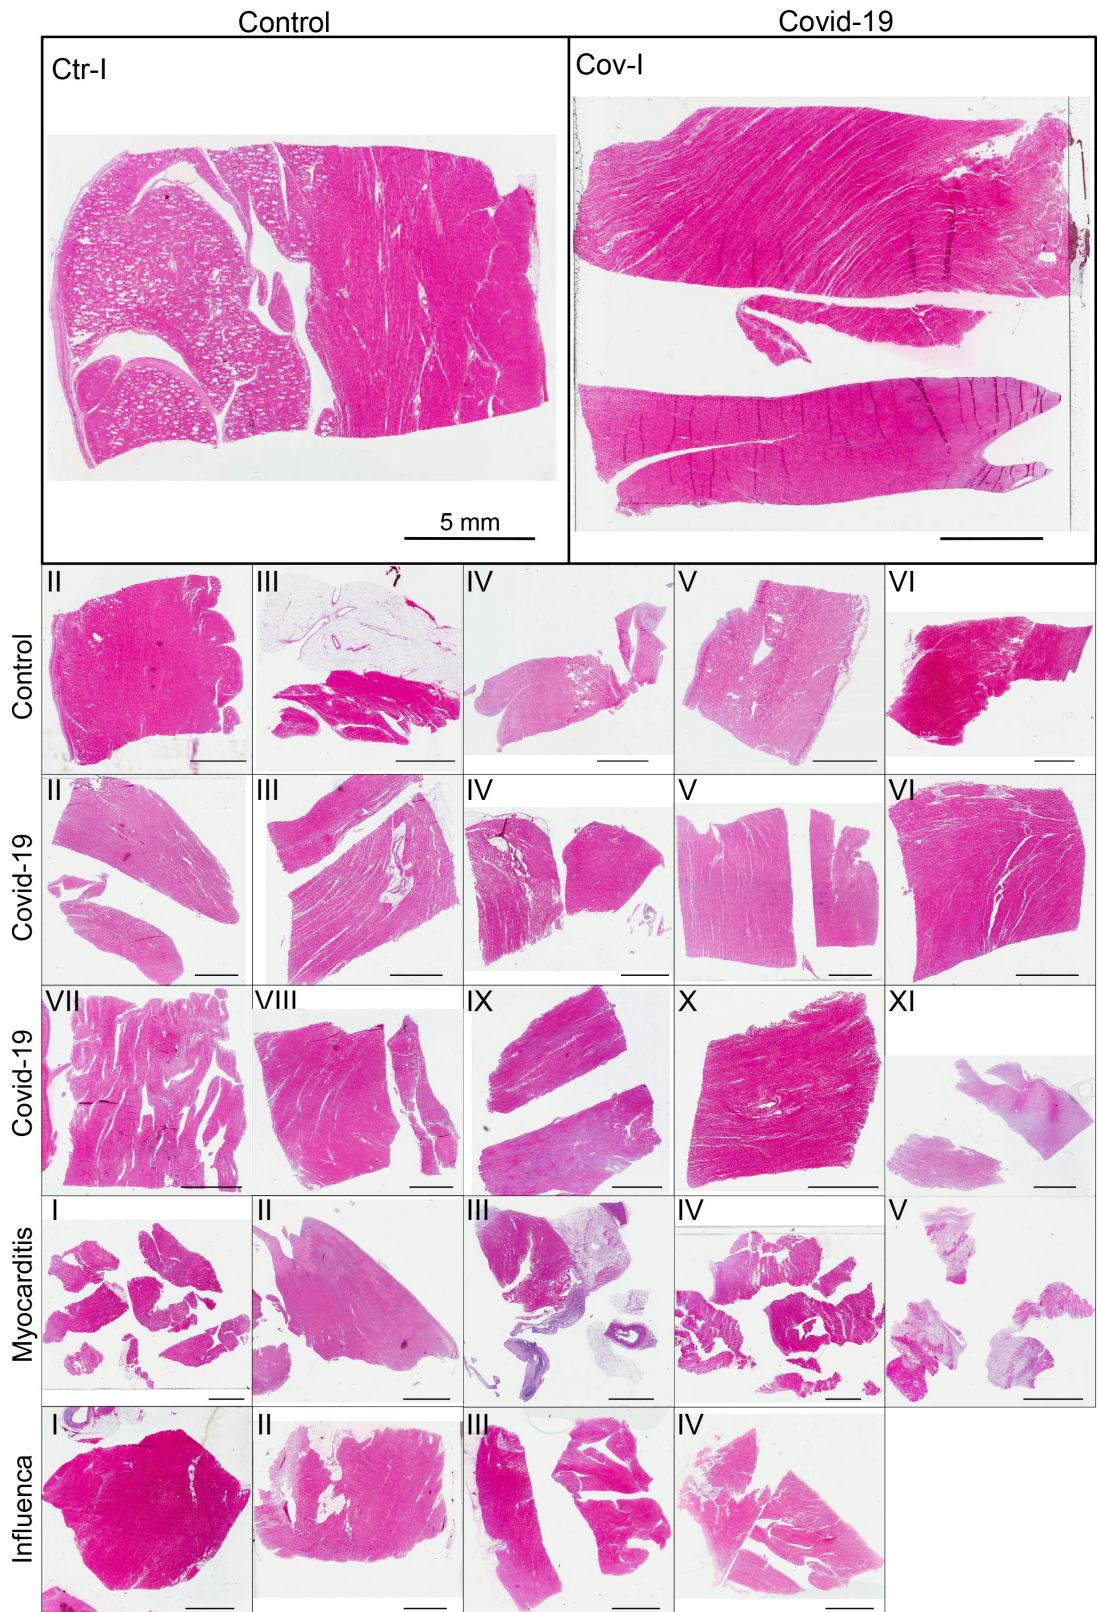 Control Covid-19
Ctr-I Cov-I
5 mm
Control II III IV V VI
Covid-19 II III IV V VI
Covid-19 VII VIII IX X XI
Myocarditis I II III IV V
Influenca I II III IV